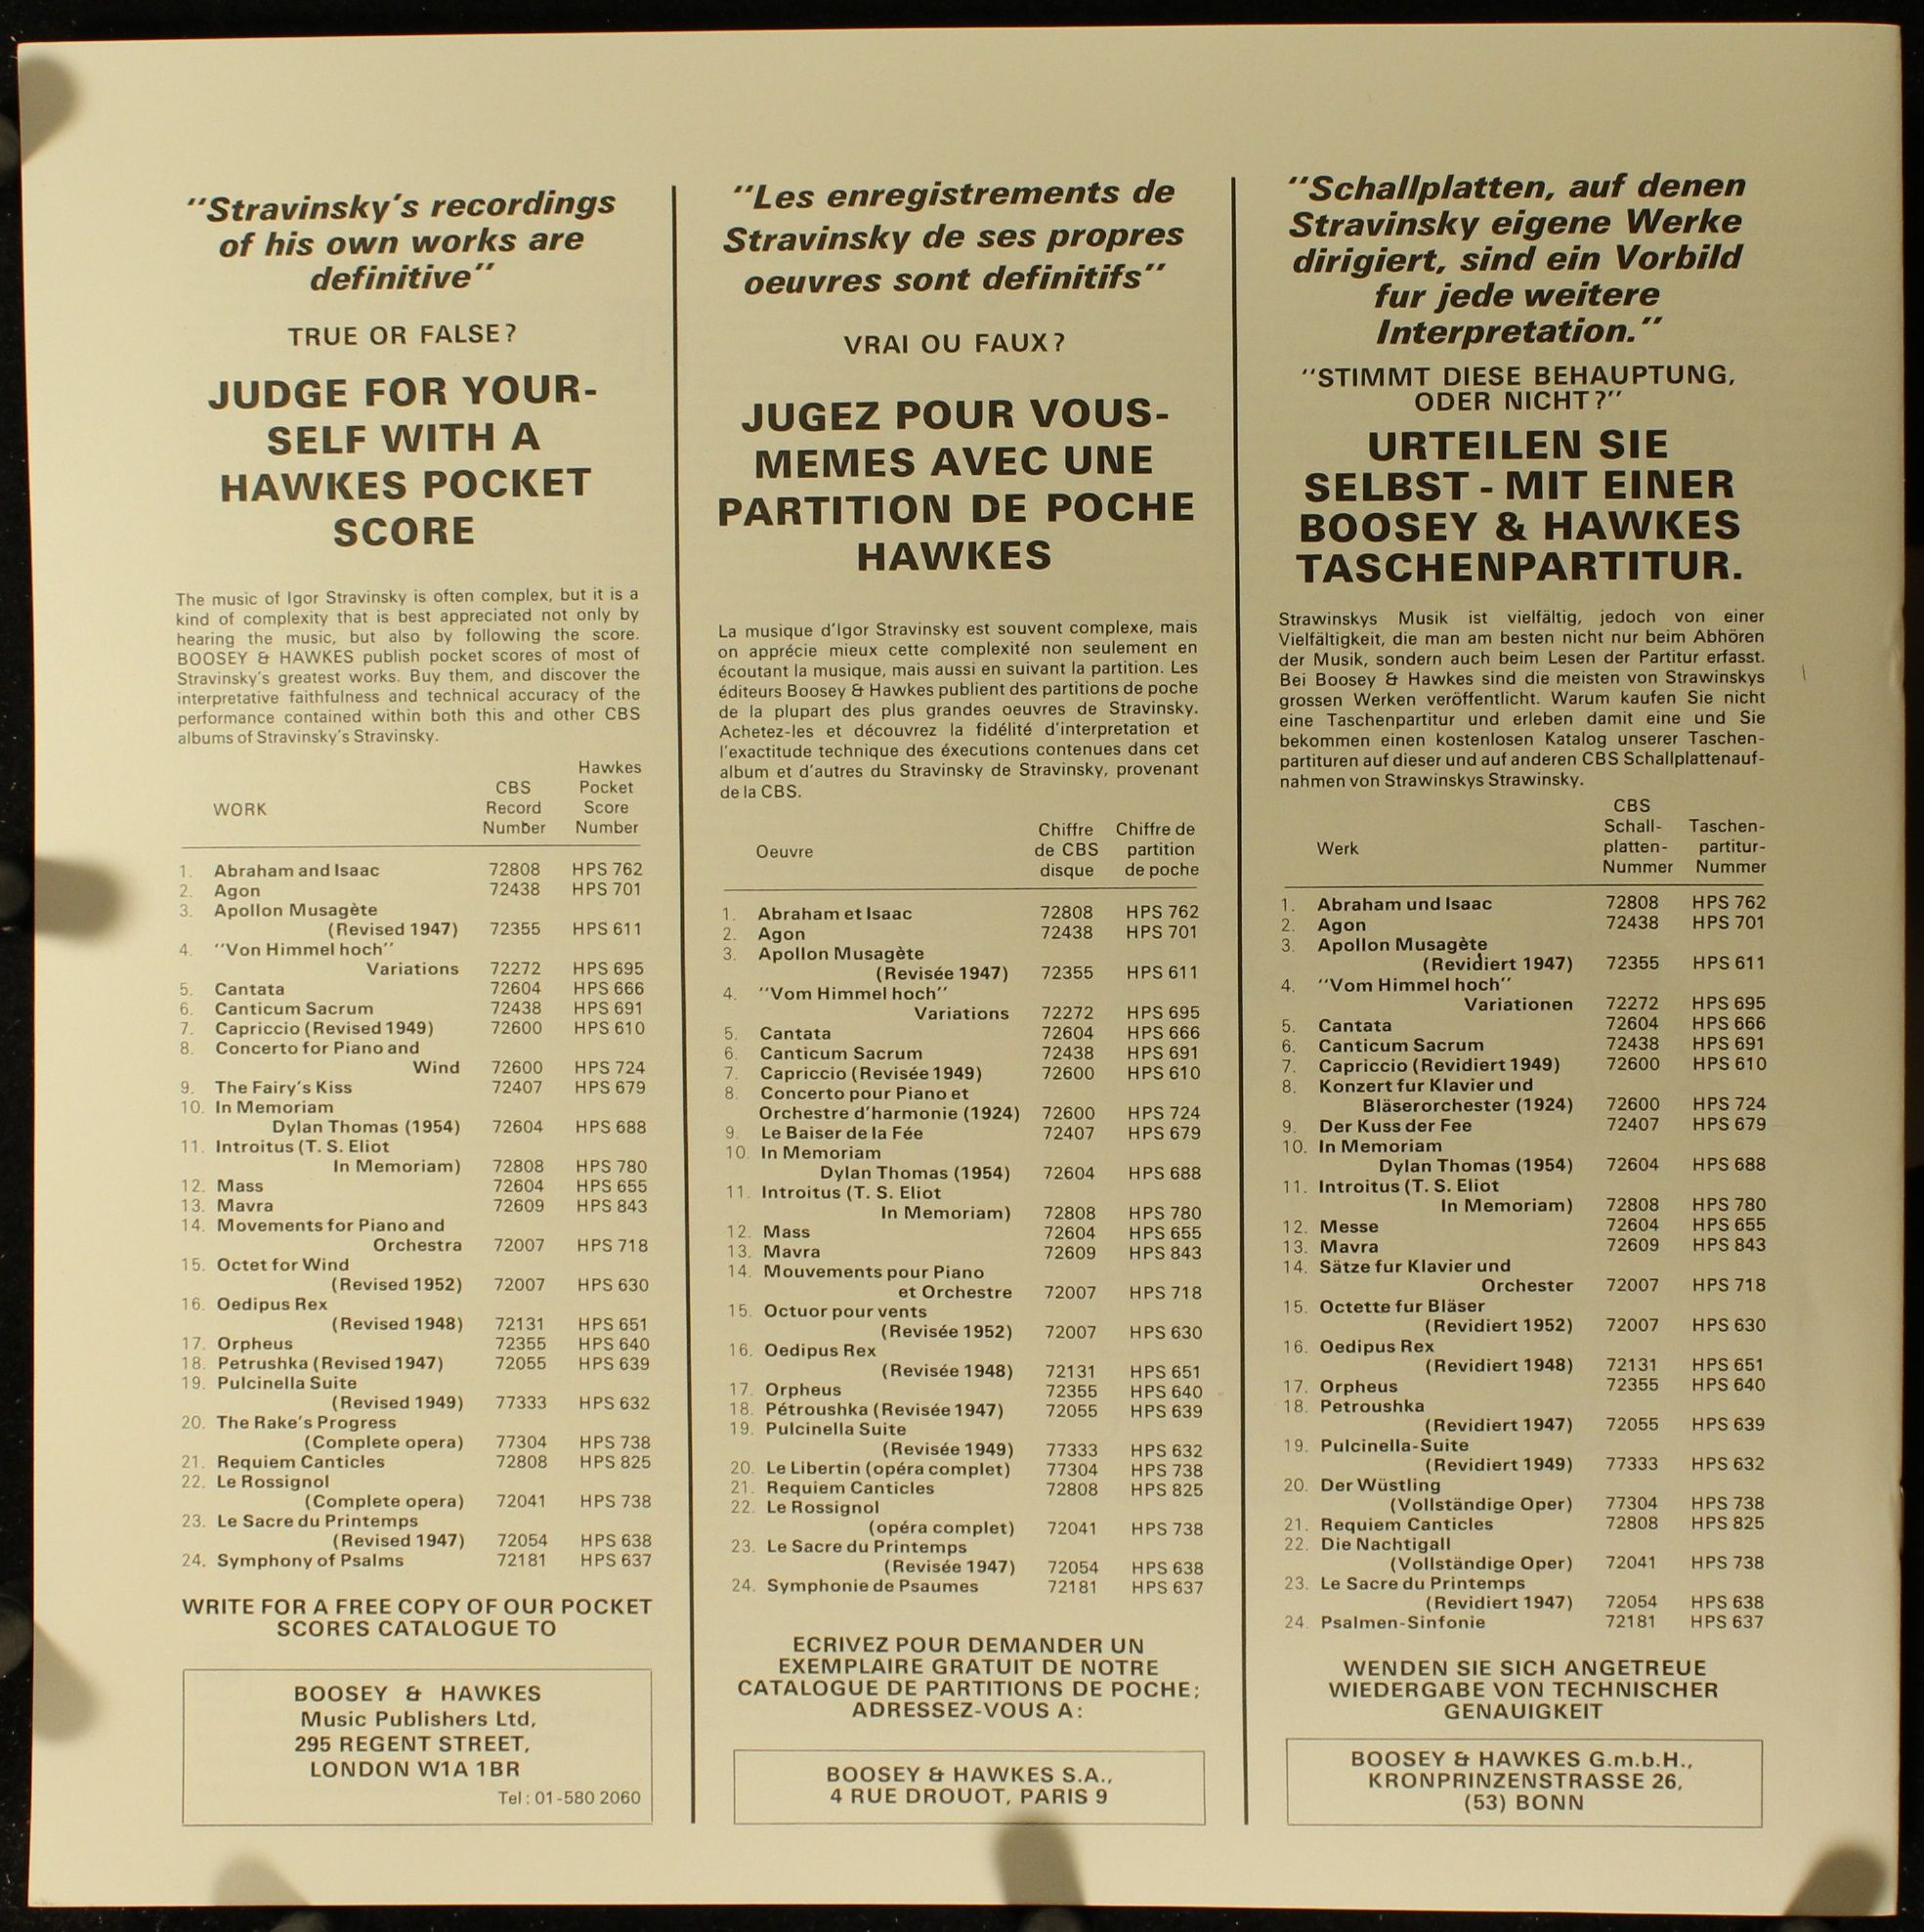 "Stravinsky's recordings
of his own works are
definitive"
TRUE OR FALSE?
JUDGE FOR YOUR-
SELF WITH A
HAWKES POCKET
SCORE
The music of Igor Stravinsky is often complex, but it is a
kind of complexity that is best appreciated not only by
hearing the music, but also by following the score.
BOOSEY & HAWKES publish pocket scores of most of
Stravinsky's greatest works. Buy them, and discover the
interpretative faithfulness and technical accuracy of the
performance contained within both this and other CBS
albums of Stravinsky's Stravinsky.
Hawkes
CBS Pocket
WORK Record Score
Number Number
1. Abraham and Isaac 72808 HPS 762
2. Agon 72438 HPS 701
3. Apollon Musagète
(Revised 1947) 72355 HPS 611
4. "Von Himmel hoch"
Variations 72272 HPS 695
5. Cantata 72604 HPS 666
6. Canticum Sacrum 72438 HPS 691
7. Capriccio (Revised 1949) 72600 HPS 610
8. Concerto for Piano and
Wind 72600 HPS 724
9. The Fairy's Kiss 72407 HPS 679
10. In Memoriam
Dylan Thomas (1954) 72604 HPS 688
11. Introitus (T. S. Eliot
In Memoriam) 72808 HPS 780
12. Mass 72604 HPS 655
13. Mavra 72609 HPS 843
14. Movements for Piano and
Orchestra 72007 HPS 718
15. Octet for Wind
(Revised 1952) 72007 HPS 630
16. Oedipus Rex
(Revised 1948) 72131 HPS 651
17. Orpheus 72355 HPS 640
18. Petrushka (Revised 1947) 72055 HPS 639
19. Pulcinella Suite
(Revised 1949) 77333 HPS 632
20. The Rake's Progress
(Complete opera) 77304 HPS 738
21. Requiem Canticles 72808 HPS 825
22. Le Rossignol
(Complete opera) 72041 HPS 738
23. Le Sacre du Printemps
(Revised 1947) 72054 HPS 638
24. Symphony of Psalms 72181 HPS 637
WRITE FOR A FREE COPY OF OUR POCKET
SCORES CATALOGUE TO
BOOSEY & HAWKES
Music Publishers Ltd,
295 REGENT STREET,
LONDON W1A 1BR
Tel: 01-580 2060
"Les enregistrements de
Stravinsky de ses propres
oeuvres sont definitifs"
VRAI OU FAUX?
JUGEZ POUR VOUS-
MEMES AVEC UNE
PARTITION DE POCHE
HAWKES
La musique d'Igor Stravinsky est souvent complexe, mais
on apprécie mieux cette complexité non seulement en
écoutant la musique, mais aussi en suivant la partition. Les
éditeurs Boosey & Hawkes publient des partitions de poche
de la plupart des plus grandes oeuvres de Stravinsky.
Achetez-les et découvrez la fidélité d'interpretation et
l'exactitude technique des éxecutions contenues dans cet
album et d'autres du Stravinsky de Stravinsky, provenant
de la CBS.
Chiffre Chiffre de
Oeuvre de CBS partition
disque de poche
1. Abraham et Isaac 72808 HPS 762
2. Agon 72438 HPS 701
3. Apollon Musagète
(Revisée 1947) 72355 HPS 611
4. "Vom Himmel hoch"
Variations 72272 HPS 695
5. Cantata 72604 HPS 666
6. Canticum Sacrum 72438 HPS 691
7. Capriccio (Revisée 1949) 72600 HPS 610
8. Concerto pour Piano et
Orchestre d'harmonie (1924) 72600 HPS 724
9. Le Baiser de la Fée 72407 HPS 679
10. In Memoriam
Dylan Thomas (1954) 72604 HPS 688
11. Introitus (T. S. Eliot
In Memoriam) 72808 HPS 780
12. Mass 72604 HPS 655
13. Mavra 72609 HPS 843
14. Mouvements pour Piano
et Orchestre 72007 HPS 718
15. Octuor pour vents
(Revisée 1952) 72007 HPS 630
16. Oedipus Rex
(Revisée 1948) 72131 HPS 651
17. Orpheus 72355 HPS 640
18. Pétroushka (Revisée 1947) 72055 HPS 639
19. Pulcinella Suite
(Revisée 1949) 77333 HPS 632
20. Le Libertin (opéra complet) 77304 HPS 738
21. Requiem Canticles 72808 HPS 825
22. Le Rossignol
(opéra complet) 72041 HPS 738
23. Le Sacre du Printemps
(Revisée 1947) 72054 HPS 638
24. Symphonie de Psaumes 72181 HPS 637
ECRIVEZ POUR DEMANDER UN
EXEMPLAIRE GRATUIT DE NOTRE
CATALOGUE DE PARTITIONS DE POCHE;
ADRESSEZ-VOUS A:
BOOSEY & HAWKES S.A.,
4 RUE DROUOT, PARIS 9
"Schallplatten, auf denen
Stravinsky eigene Werke
dirigiert, sind ein Vorbild
fur jede weitere
Interpretation."
"STIMMT DIESE BEHAUPTUNG,
ODER NICHT?"
URTEILEN SIE
SELBST - MIT EINER
BOOSEY & HAWKES
TASCHENPARTITUR.
Strawinskys Musik ist vielfältig, jedoch von einer
Vielfältigkeit, die man am besten nicht nur beim Abhören
der Musik, sondern auch beim Lesen der Partitur erfasst.
Bei Boosey & Hawkes sind die meisten von Strawinskys
grossen Werken veröffentlicht. Warum kaufen Sie nicht
eine Taschenpartitur und erleben damit eine und Sie
bekommen einen kostenlosen Katalog unserer Taschen-
partituren auf dieser und auf anderen CBS Schallplattenauf-
nahmen von Strawinskys Strawinsky.
CBS
Schall- Taschen-
Werk platten- partitur-
Nummer Nummer
1. Abraham und Isaac 72808 HPS 762
2. Agon 72438 HPS 701
3. Apollon Musagète
(Revidiert 1947) 72355 HPS 611
4. "Vom Himmel hoch"
Variationen 72272 HPS 695
5. Cantata 72604 HPS 666
6. Canticum Sacrum 72438 HPS 691
7. Capriccio (Revidiert 1949) 72600 HPS 610
8. Konzert fur Klavier und
Bläserorchester (1924) 72600 HPS 724
9. Der Kuss der Fee 72407 HPS 679
10. In Memoriam
Dylan Thomas (1954) 72604 HPS 688
11. Introitus (T. S. Eliot
In Memoriam) 72808 HPS 780
12. Messe 72604 HPS 655
13. Mavra 72609 HPS 843
14. Sätze fur Klavier und
Orchester 72007 HPS 718
15. Octette fur Bläser
(Revidiert 1952) 72007 HPS 630
16. Oedipus Rex
(Revidiert 1948) 72131 HPS 651
17. Orpheus 72355 HPS 640
18. Petroushka
(Revidiert 1947) 72055 HPS 639
19. Pulcinella-Suite
(Revidiert 1949) 77333 HPS 632
20. Der Wüstling
(Vollständige Oper) 77304 HPS 738
21. Requiem Canticles 72808 HPS 825
22. Die Nachtigall
(Vollständige Oper) 72041 HPS 738
23. Le Sacre du Printemps
(Revidiert 1947) 72054 HPS 638
24. Psalmen-Sinfonie 72181 HPS 637
WENDEN SIE SICH ANGETREUE
WIEDERGABE VON TECHNISCHER
GENAUIGKEIT
BOOSEY & HAWKES G.m.b.H.,
KRONPRINZENSTRASSE 26,
(53) BONN